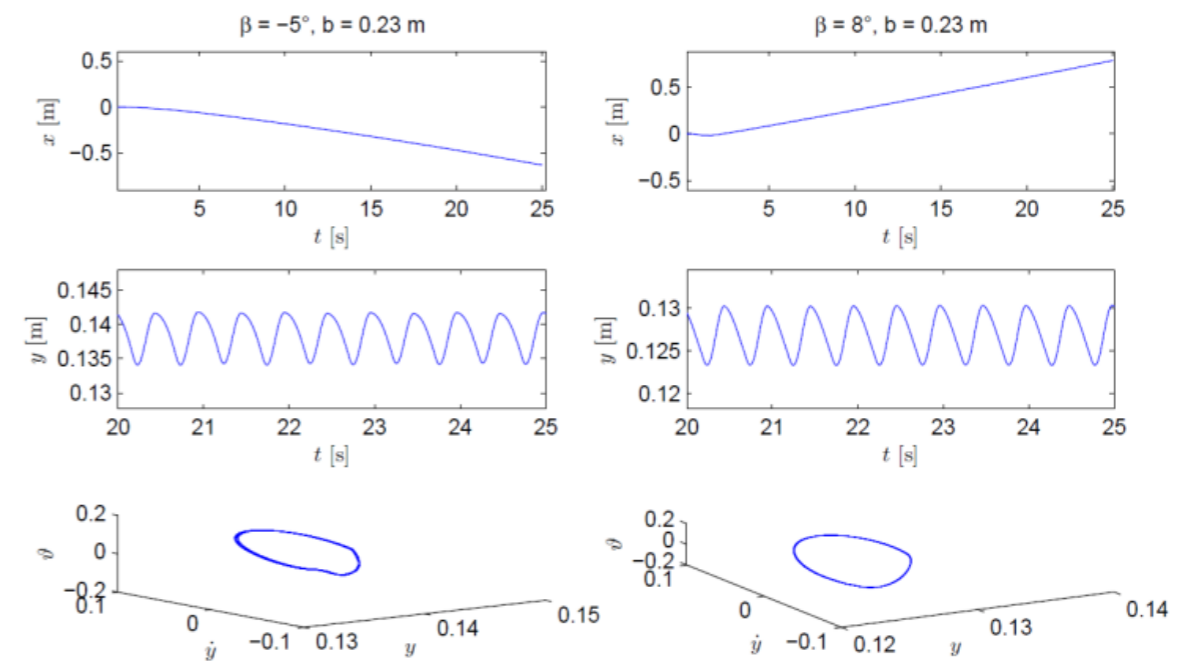 β = −5°, b = 0.23 m
0.5
0
−0.5
x [m]
5 10 15 20 25
t [s]
β = 8°, b = 0.23 m
0.5
0
−0.5
x [m]
5 10 15 20 25
t [s]
0.145
0.14
0.135
0.13
y [m]
20 21 22 23 24 25
t [s]
0.13
0.125
0.12
y [m]
20 21 22 23 24 25
t [s]
0.2
0
−0.2
ϑ
0.1 0 −0.1
ẏ
0.13 0.14 0.15
y
0.2
0
−0.2
ϑ
0.1 0 −0.1
ẏ
0.12 0.13 0.14
y